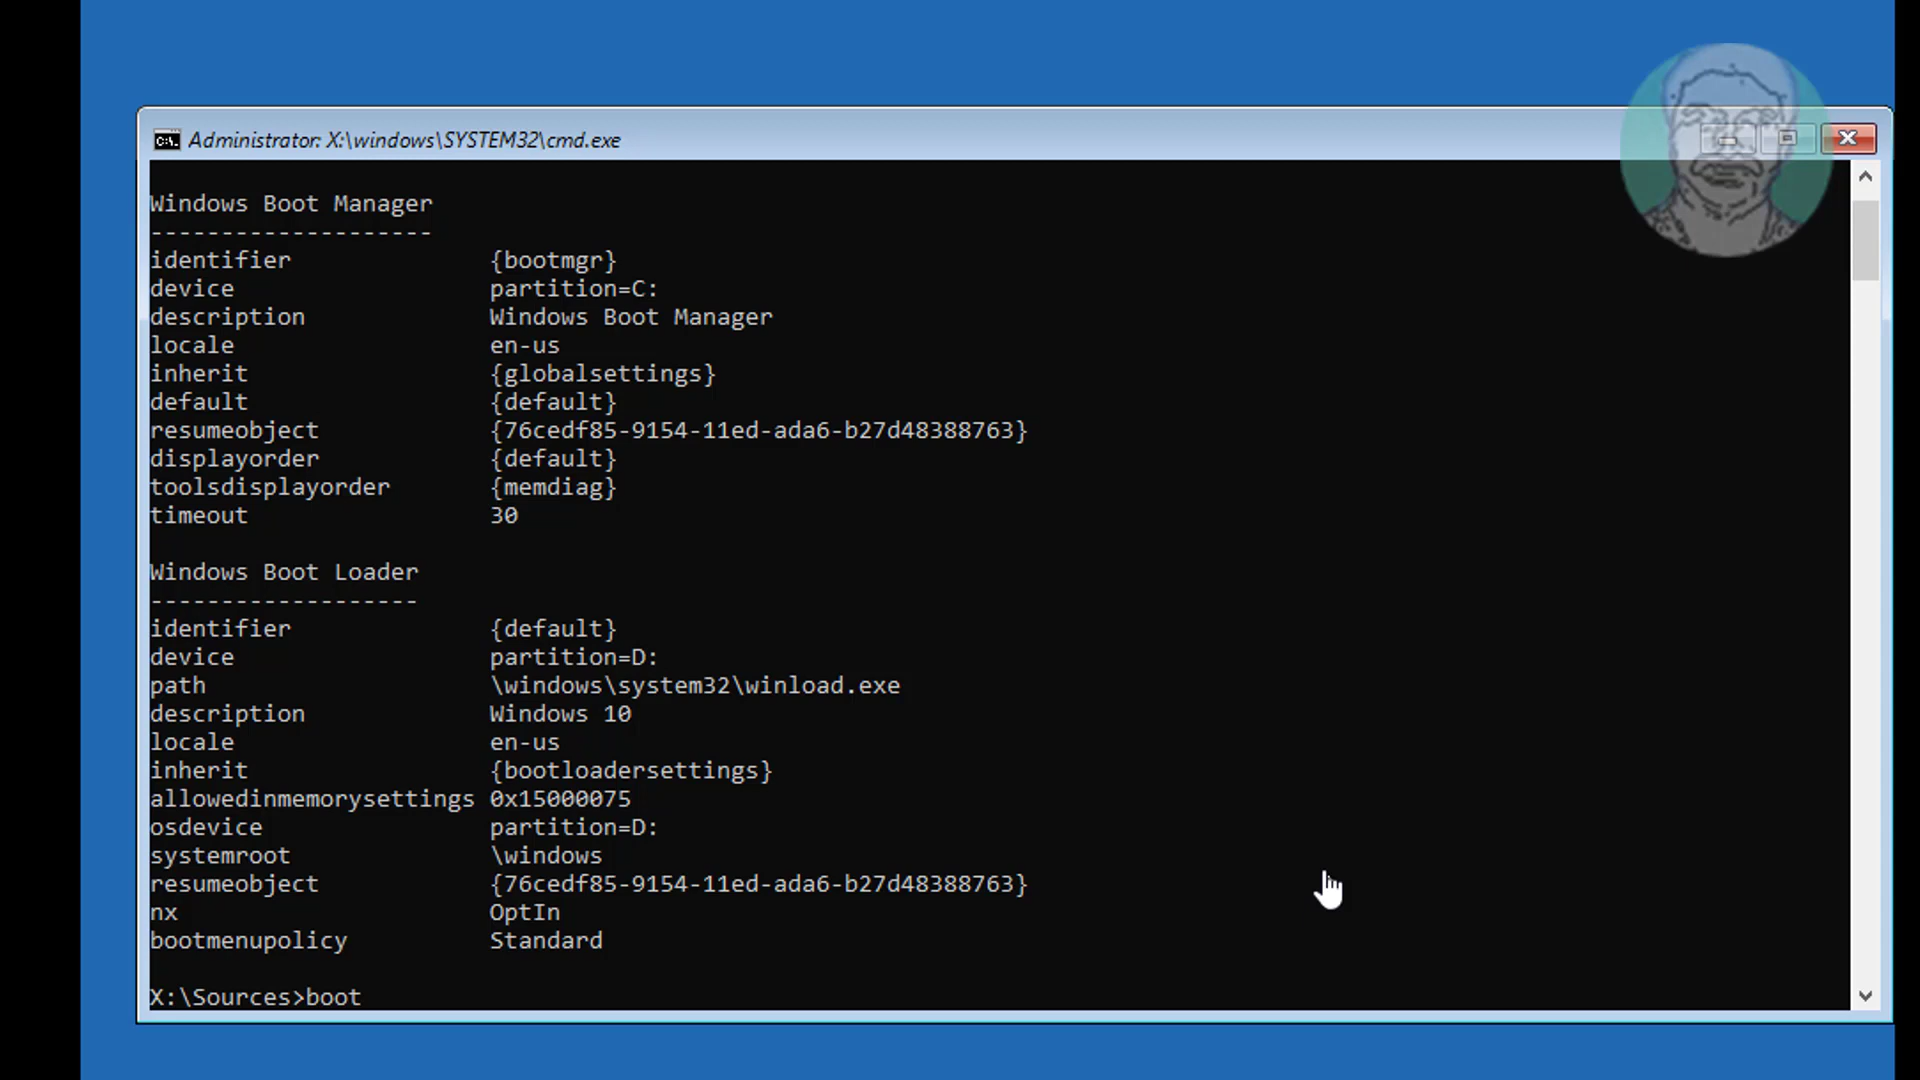 Administrator: X:\windows\SYSTEM32\cmd.exe
Windows Boot Manager
--------------------
identifier              {bootmgr}
device                  partition=C:
description             Windows Boot Manager
locale                  en-us
inherit                 {globalsettings}
default                 {default}
resumeobject            {76cedf85-9154-11ed-ada6-b27d48388763}
displayorder            {default}
toolsdisplayorder       {memdiag}
timeout                 30
Windows Boot Loader
-------------------
identifier              {default}
device                  partition=D:
path                    \windows\system32\winload.exe
description             Windows 10
locale                  en-us
inherit                 {bootloadersettings}
allowedinmemorysettings 0x15000075
osdevice                partition=D:
systemroot              \windows
resumeobject            {76cedf85-9154-11ed-ada6-b27d48388763}
nx                      OptIn
bootmenupolicy          Standard
X:\Sources>boot